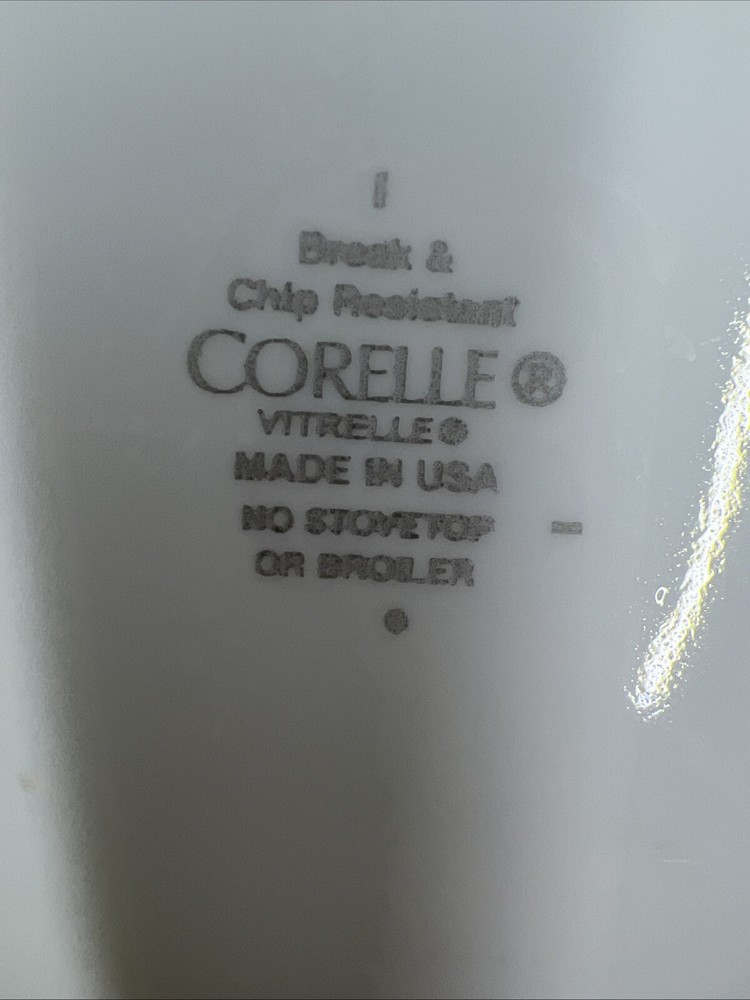 Break &
Chip Resistant
CORELLE®
VITRELLE®
MADE IN USA
NO STOVETOP
OR BROILER